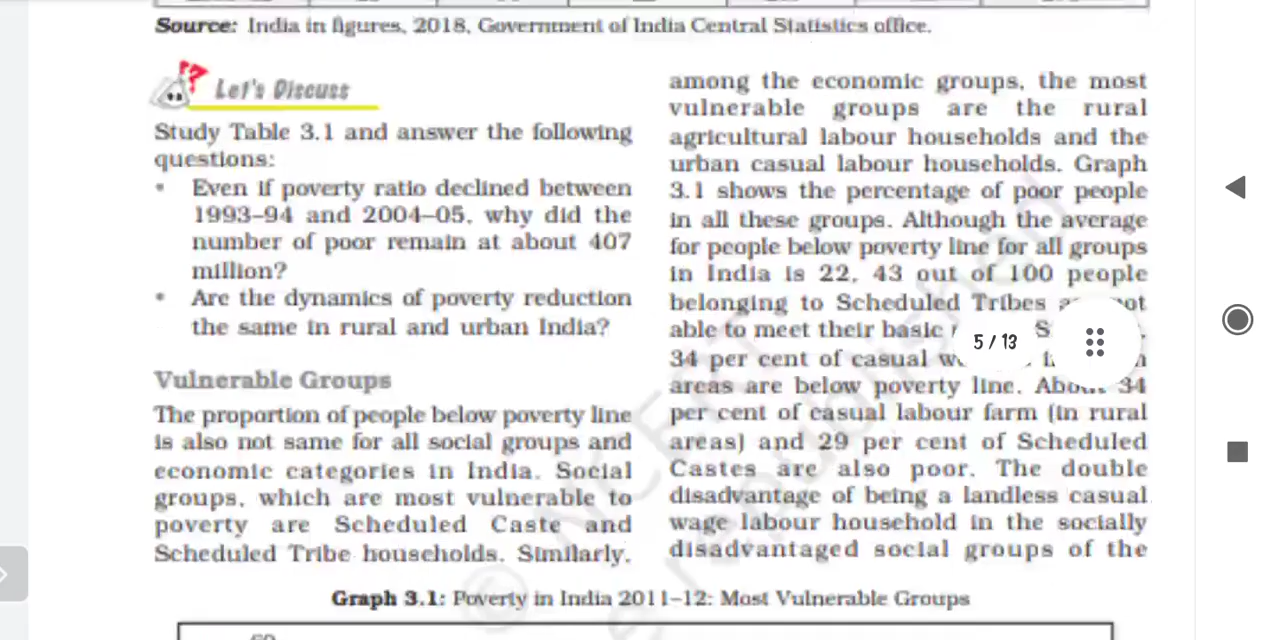 Source: India in figures, 2018, Government of India Central Statistics office.
Let's Discuss
Study Table 3.1 and answer the following
questions:
• Even if poverty ratio declined between
1993–94 and 2004–05, why did the
number of poor remain at about 407
million?
• Are the dynamics of poverty reduction
the same in rural and urban India?
Vulnerable Groups
The proportion of people below poverty line
is also not same for all social groups and
economic categories in India. Social
groups, which are most vulnerable to
poverty are Scheduled Caste and
Scheduled Tribe households. Similarly,
among the economic groups, the most
vulnerable groups are the rural
agricultural labour households and the
urban casual labour households. Graph
3.1 shows the percentage of poor people
in all these groups. Although the average
for people below poverty line for all groups
in India is 22, 43 out of 100 people
belonging to Scheduled Tribes
able to meet their basic
34 per cent of casual
areas are below poverty line. About 34
per cent of casual labour farm (in rural
areas) and 29 per cent of Scheduled
Castes are also poor. The double
disadvantage of being a landless casual
wage labour household in the socially
disadvantaged social groups of the
5 / 13
Graph 3.1: Poverty in India 2011–12: Most Vulnerable Groups